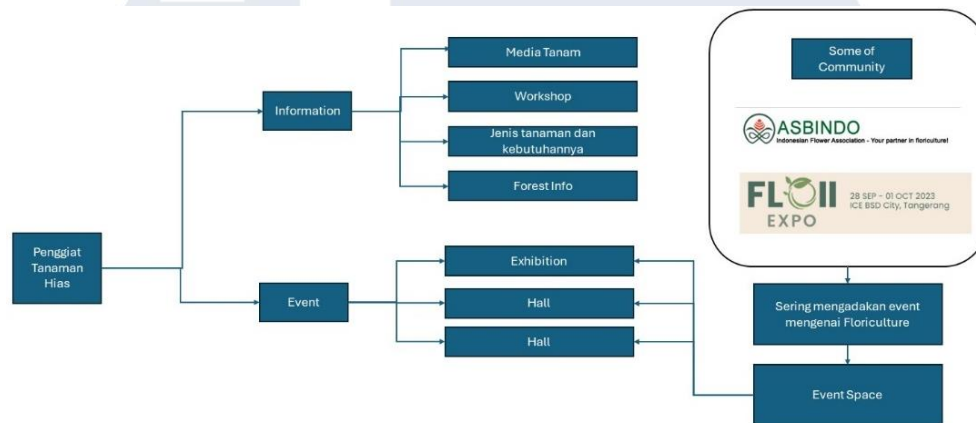 Media Tanam
Workshop
Information
Jenis tanaman dan
kebutuhannya
Forest Info
Penggiat
Tanaman
Hias
Event
Exhibition
Hall
Hall
Some of
Community
ASBINDO
Indonesian Flower Association - Your partner in floriculture!
FLOII
EXPO
28 SEP - 01 OCT 2023
ICE BSD City, Tangerang
Sering mengadakan event
mengenai Floriculture
Event Space